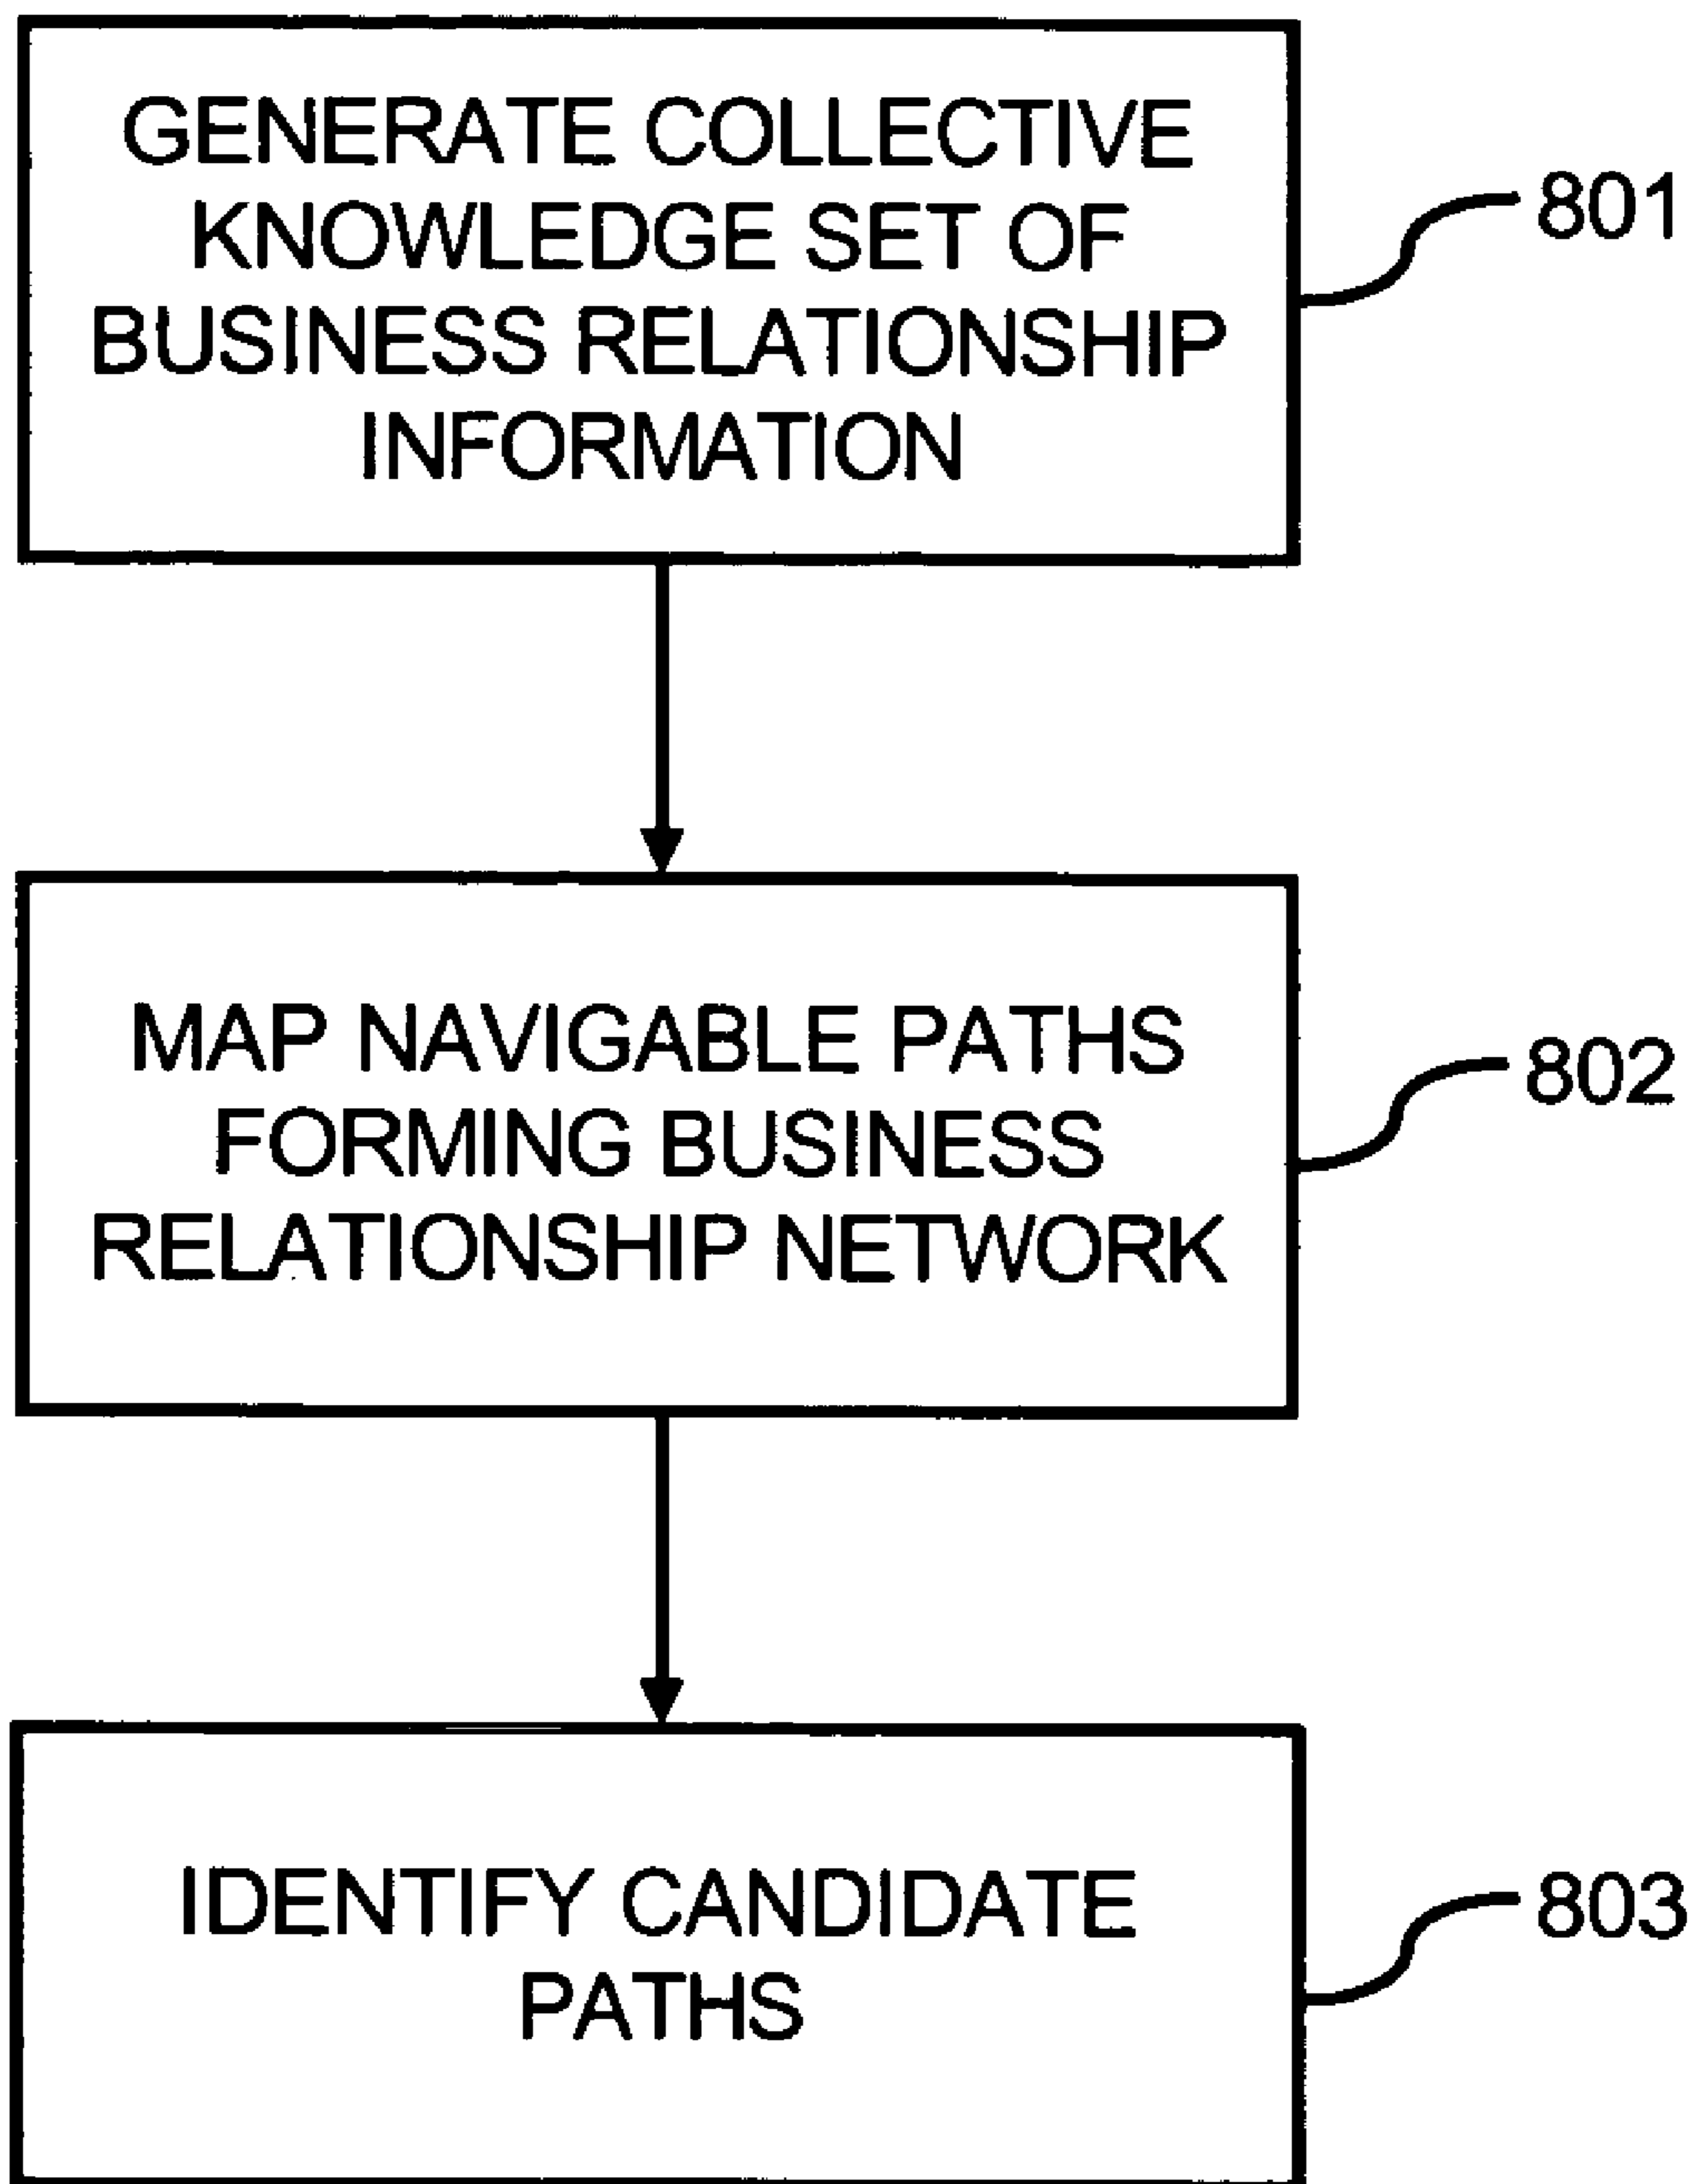 GENERATE COLLECTIVE
KNOWLEDGE SET OF
BUSINESS RELATIONSHIP
INFORMATION
801
MAP NAVIGABLE PATHS
FORMING BUSINESS
RELATIONSHIP NETWORK
802
IDENTIFY CANDIDATE
PATHS
803